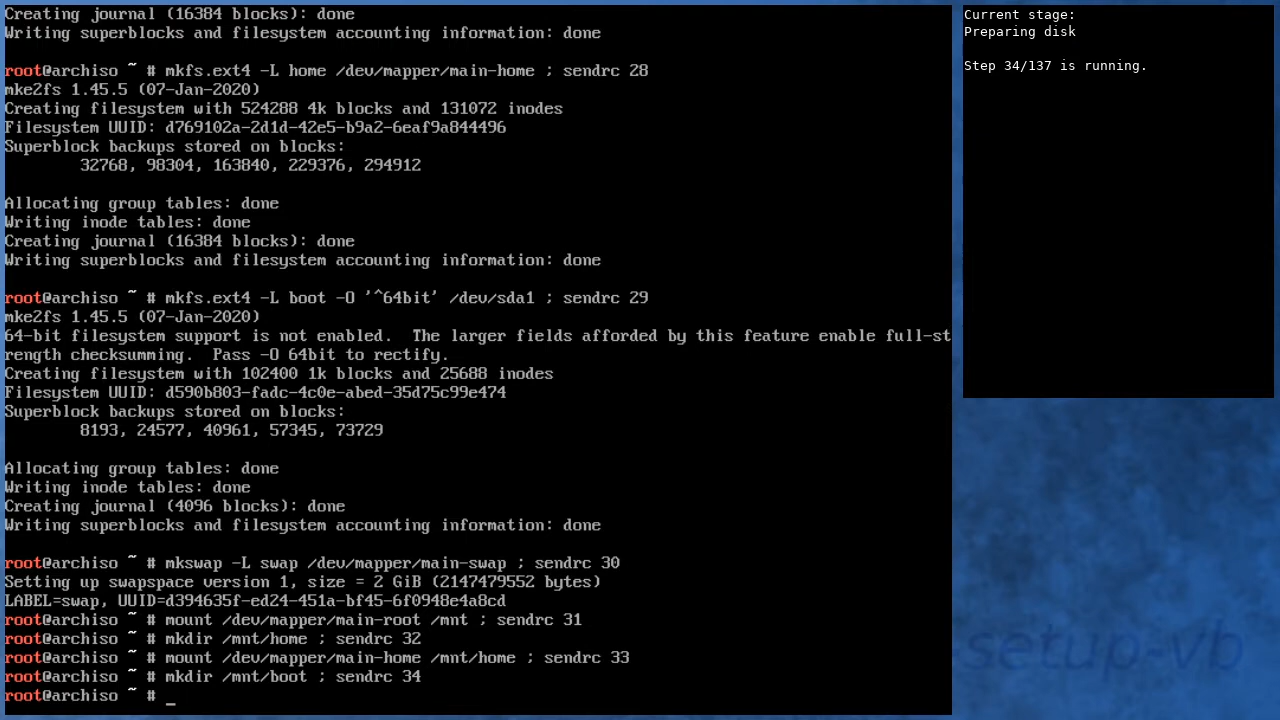 Creating journal (16384 blocks): done
Writing superblocks and filesystem accounting information: done
root@archiso ~ # mkfs.ext4 -L home /dev/mapper/main-home ; sendrc 28
mke2fs 1.45.5 (07-Jan-2020)
Creating filesystem with 524288 4k blocks and 131072 inodes
Filesystem UUID: d769102a-2d1d-42e5-b9a2-6eaf9a844496
Superblock backups stored on blocks:
        32768, 98304, 163840, 229376, 294912
Allocating group tables: done
Writing inode tables: done
Creating journal (16384 blocks): done
Writing superblocks and filesystem accounting information: done
root@archiso ~ # mkfs.ext4 -L boot -O '^64bit' /dev/sda1 ; sendrc 29
mke2fs 1.45.5 (07-Jan-2020)
64-bit filesystem support is not enabled.  The larger fields afforded by this feature enable full-st
rength checksumming.  Pass -O 64bit to rectify.
Creating filesystem with 102400 1k blocks and 25688 inodes
Filesystem UUID: d590b803-fadc-4c0e-abed-35d75c99e474
Superblock backups stored on blocks:
        8193, 24577, 40961, 57345, 73729
Allocating group tables: done
Writing inode tables: done
Creating journal (4096 blocks): done
Writing superblocks and filesystem accounting information: done
root@archiso ~ # mkswap -L swap /dev/mapper/main-swap ; sendrc 30
Setting up swapspace version 1, size = 2 GiB (2147479552 bytes)
LABEL=swap, UUID=d394635f-ed24-451a-bf45-6f0948e4a8cd
root@archiso ~ # mount /dev/mapper/main-root /mnt ; sendrc 31
root@archiso ~ # mkdir /mnt/home ; sendrc 32
root@archiso ~ # mount /dev/mapper/main-home /mnt/home ; sendrc 33
root@archiso ~ # mkdir /mnt/boot ; sendrc 34
root@archiso ~ # _
Current stage:
Preparing disk
Step 34/137 is running.
setup-vb